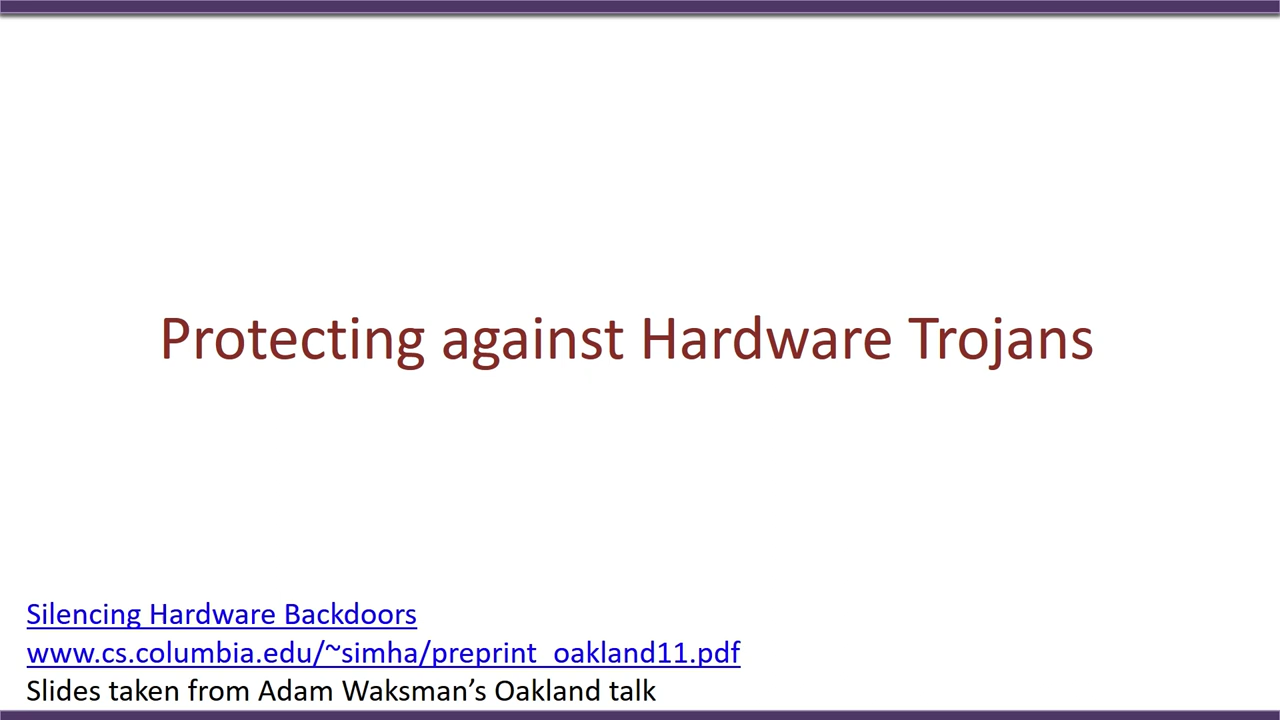 Protecting against Hardware Trojans
Silencing Hardware Backdoors
www.cs.columbia.edu/~simha/preprint_oakland11.pdf
Slides taken from Adam Waksman’s Oakland talk